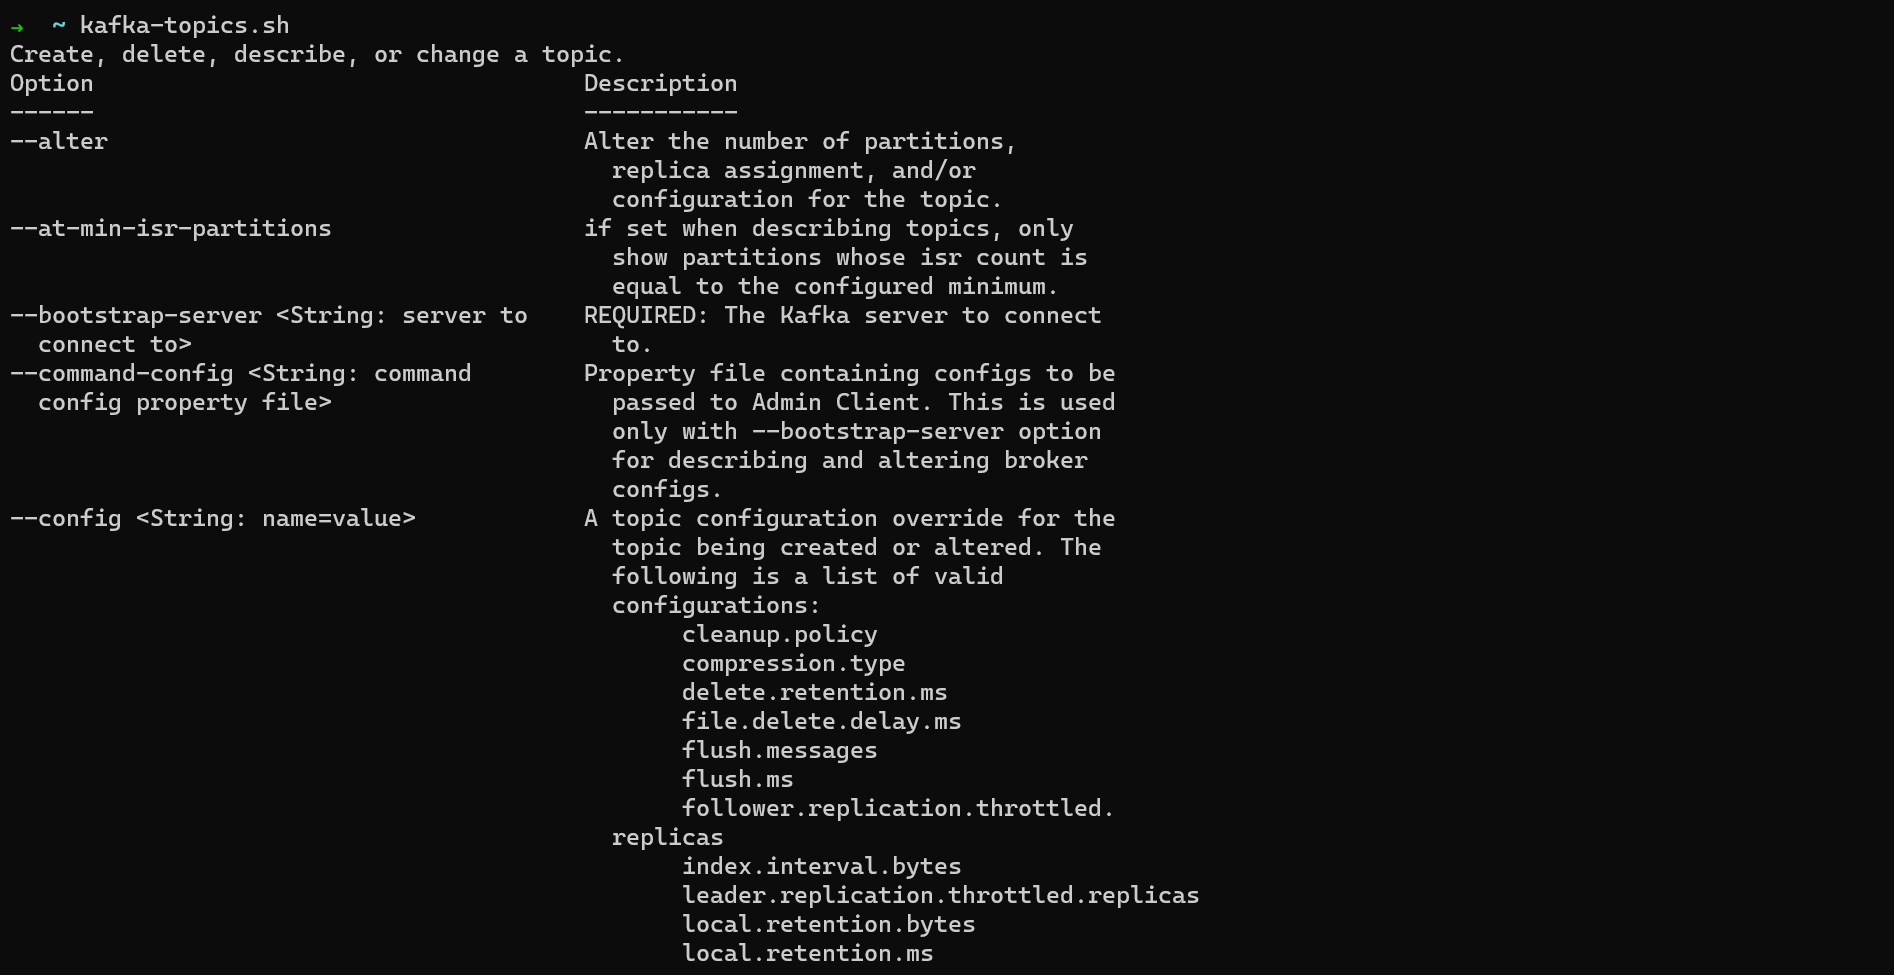 →  ~ kafka-topics.sh
Create, delete, describe, or change a topic.
Option                                   Description
------                                   -----------
--alter                                  Alter the number of partitions,
                                           replica assignment, and/or
                                           configuration for the topic.
--at-min-isr-partitions                  if set when describing topics, only
                                           show partitions whose isr count is
                                           equal to the configured minimum.
--bootstrap-server <String: server to    REQUIRED: The Kafka server to connect
  connect to>                              to.
--command-config <String: command        Property file containing configs to be
  config property file>                    passed to Admin Client. This is used
                                           only with --bootstrap-server option
                                           for describing and altering broker
                                           configs.
--config <String: name=value>            A topic configuration override for the
                                           topic being created or altered. The
                                           following is a list of valid
                                           configurations:
                                                cleanup.policy
                                                compression.type
                                                delete.retention.ms
                                                file.delete.delay.ms
                                                flush.messages
                                                flush.ms
                                                follower.replication.throttled.
                                           replicas
                                                index.interval.bytes
                                                leader.replication.throttled.replicas
                                                local.retention.bytes
                                                local.retention.ms